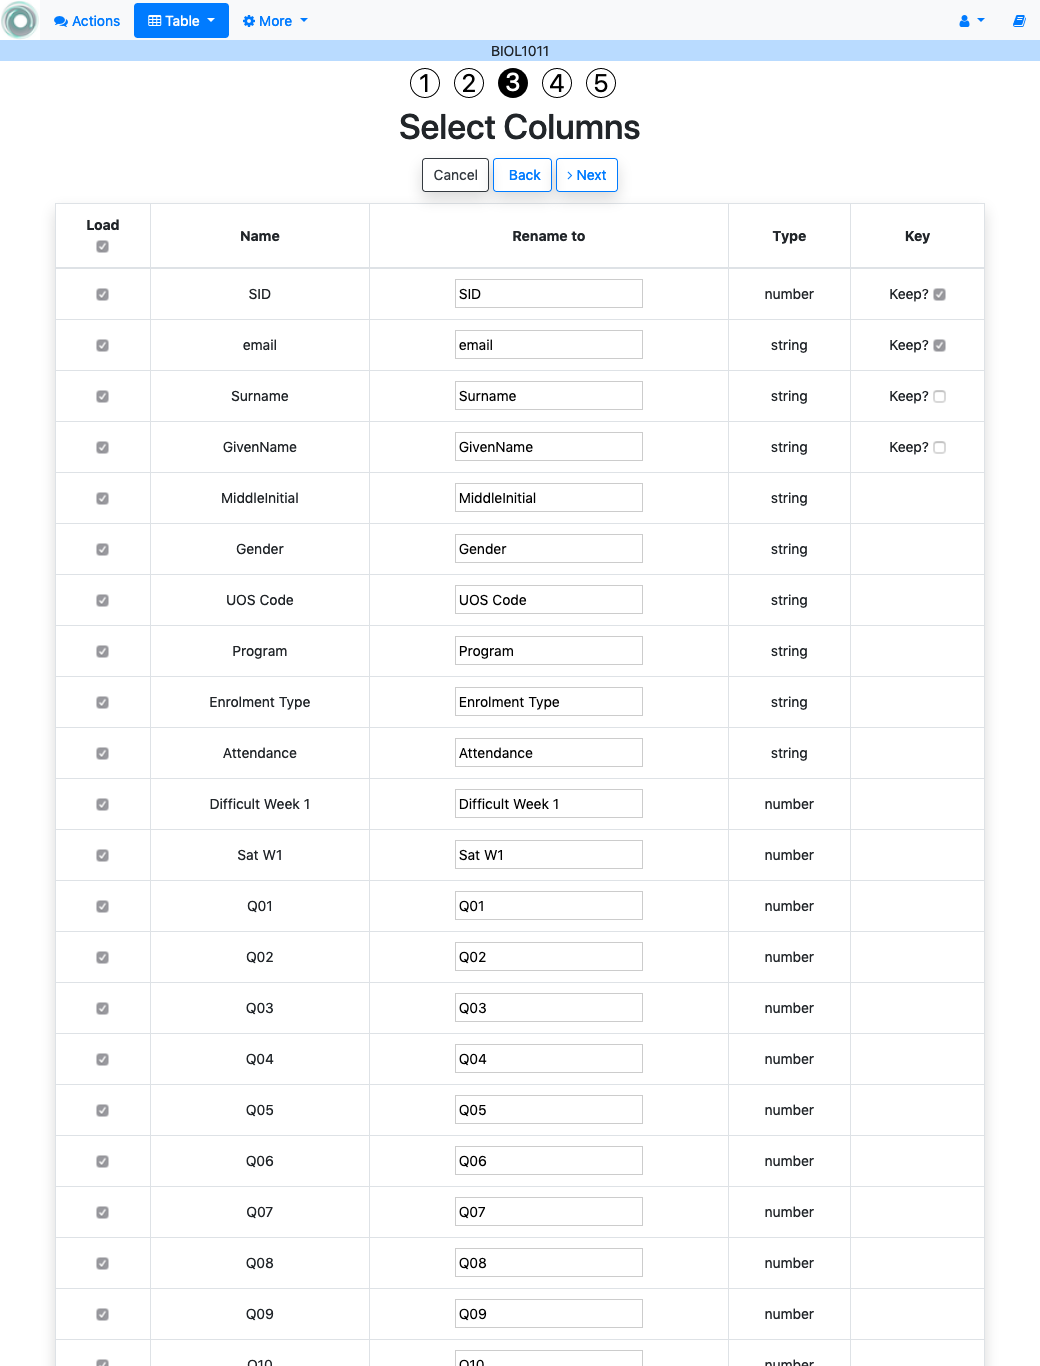 Actions Table More
BIOL1011
1 2 3 4 5
Select Columns
Cancel Back Next
Load Name Rename to Type Key
SID SID number Keep?
email email string Keep?
Surname Surname string Keep?
GivenName GivenName string Keep?
MiddleInitial MiddleInitial string
Gender Gender string
UOS Code UOS Code string
Program Program string
Enrolment Type Enrolment Type string
Attendance Attendance string
Difficult Week 1 Difficult Week 1 number
Sat W1 Sat W1 number
Q01 Q01 number
Q02 Q02 number
Q03 Q03 number
Q04 Q04 number
Q05 Q05 number
Q06 Q06 number
Q07 Q07 number
Q08 Q08 number
Q09 Q09 number
Q10 Q10 number